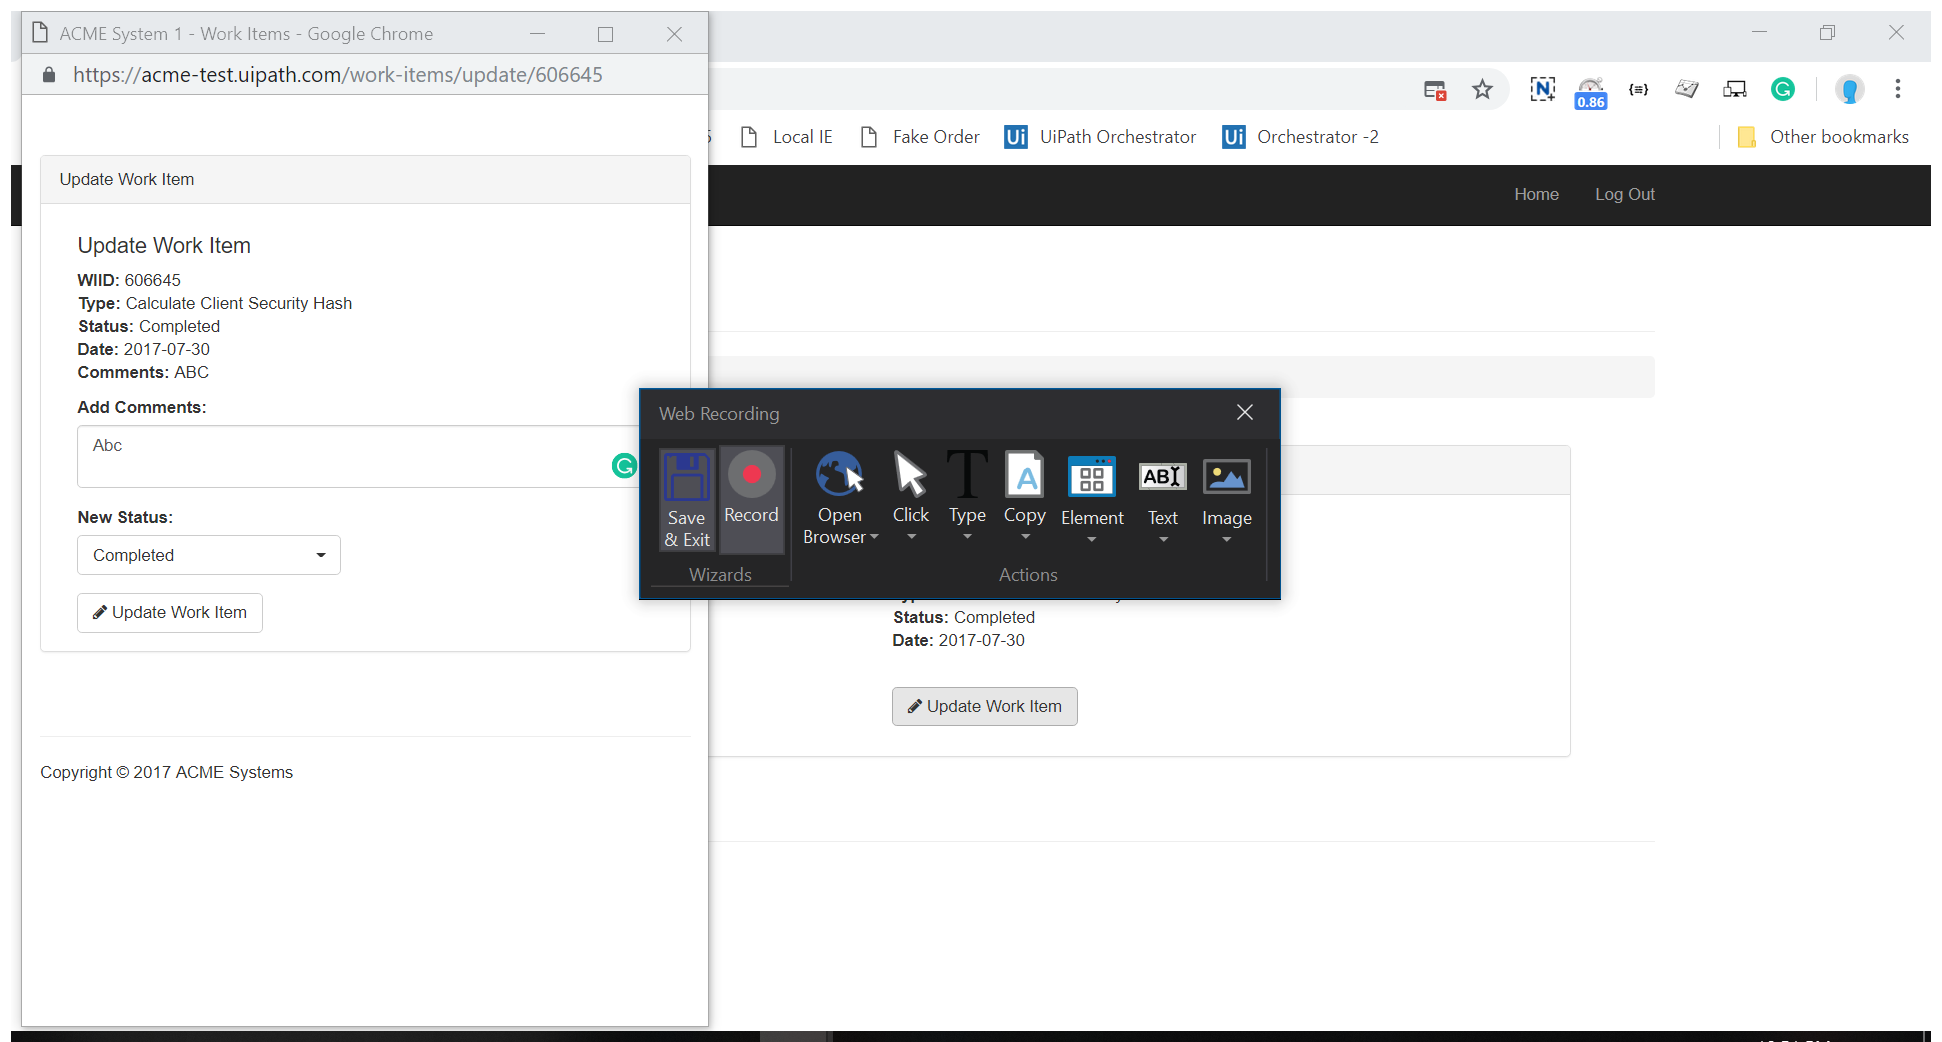 ACME System 1 - Work Items - Google Chrome
https://acme-test.uipath.com/work-items/update/606645
Update Work Item
Update Work Item
WIID: 606645
Type: Calculate Client Security Hash
Status: Completed
Date: 2017-07-30
Comments: ABC
Add Comments:
Abc
New Status:
Completed
Update Work Item
Copyright © 2017 ACME Systems
0.86
Local IE
Fake Order
Ui UiPath Orchestrator
Ui Orchestrator -2
Other bookmarks
Home
Log Out
Web Recording
Save & Exit
Record
Open Browser
Click
Type
Copy
Element
Text
Image
Wizards
Actions
Status: Completed
Date: 2017-07-30
Update Work Item